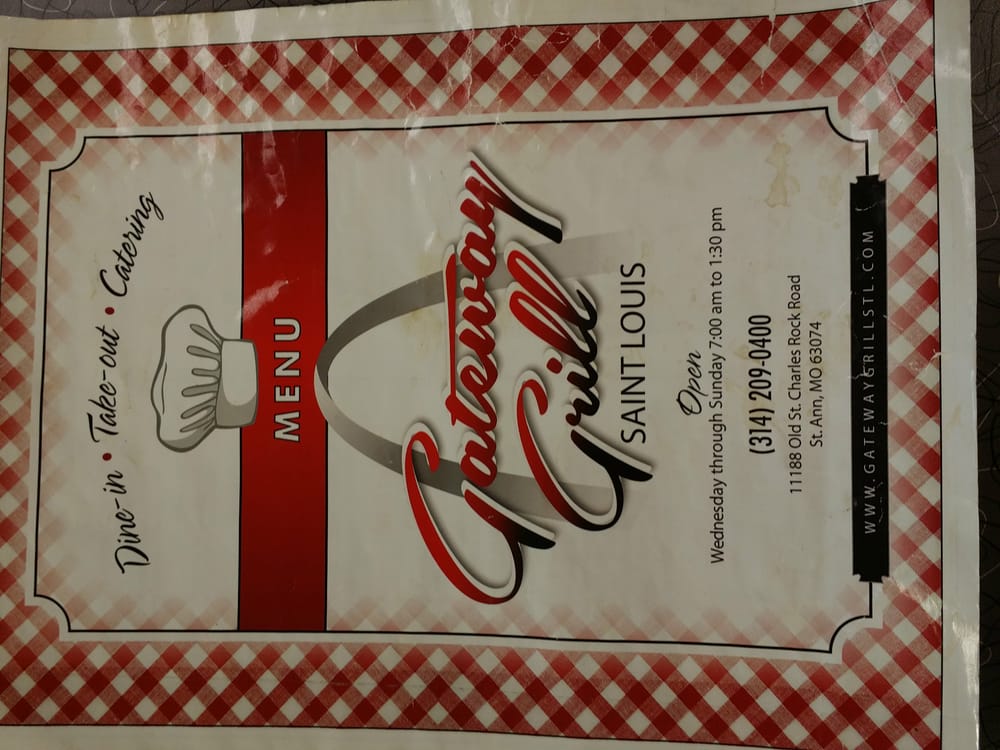 Dine-in • Take-out • Catering
MENU
Gateway
Grill
SAINT LOUIS
Open
Wednesday through Sunday 7:00 am to 1:30 pm
(314) 209-0400
11188 Old St. Charles Rock Road
St. Ann, MO 63074
WWW.GATEWAYGRILLSTL.COM